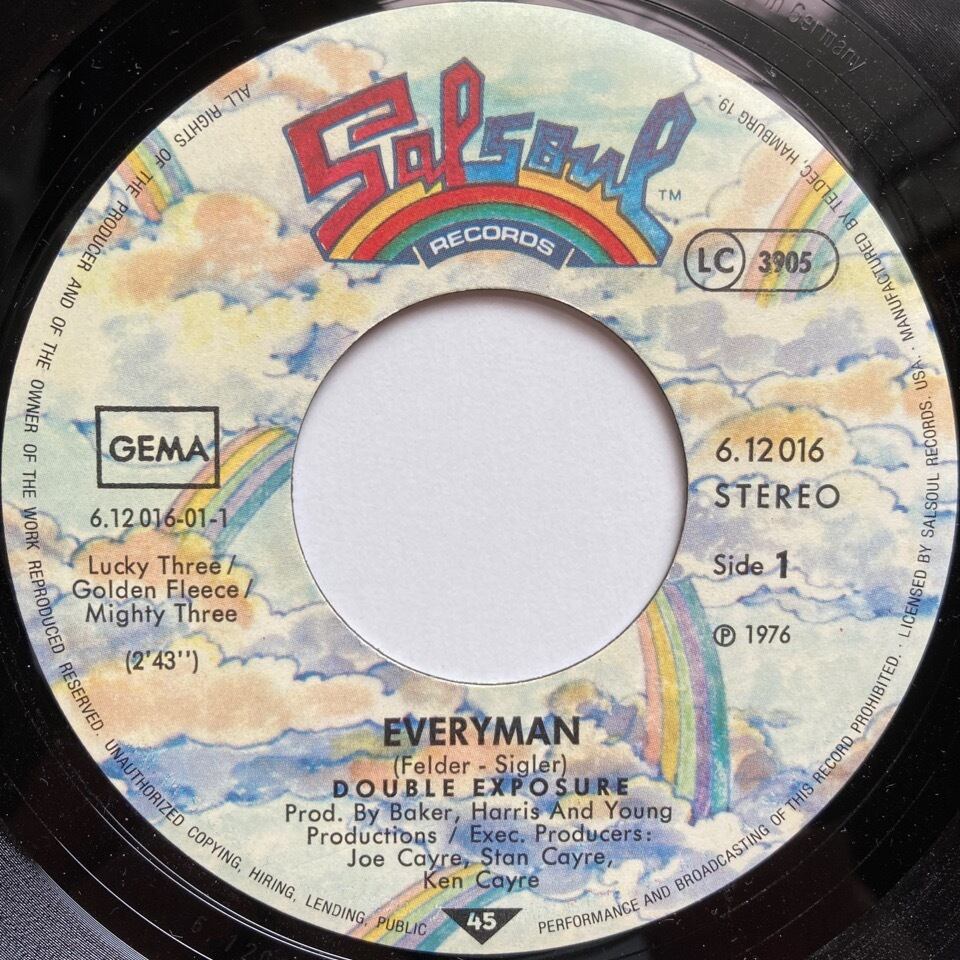 Salsoul
TM
RECORDS
LC 3905
GEMA
6.12 016-01-1
Lucky Three /
Golden Fleece /
Mighty Three
(2'43'')
6.12 016
STEREO
Side 1
℗ 1976
EVERYMAN
(Felder - Sigler)
DOUBLE EXPOSURE
Prod. By Baker, Harris And Young
Productions / Exec. Producers:
Joe Cayre, Stan Cayre,
Ken Cayre
45
ALL RIGHTS OF THE PRODUCER AND OF THE OWNER OF THE WORK REPRODUCED RESERVED. UNAUTHORIZED COPYING, HIRING, LENDING, PUBLIC PERFORMANCE AND BROADCASTING OF THIS RECORD PROHIBITED. · LICENSED BY SALSOUL RECORDS. USA. · MANUFACTURED BY TELDEC, HAMBURG 19.
in Germany